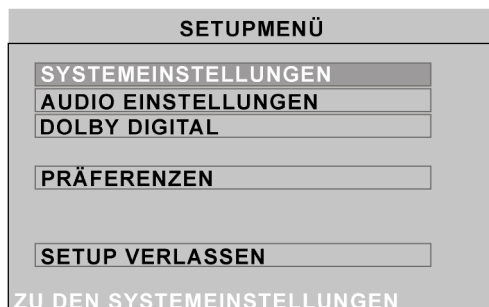 SETUPMENÜ
SYSTEMEINSTELLUNGEN
AUDIO EINSTELLUNGEN
DOLBY DIGITAL
PRÄFERENZEN
SETUP VERLASSEN
ZU DEN SYSTEMEINSTELLUNGEN